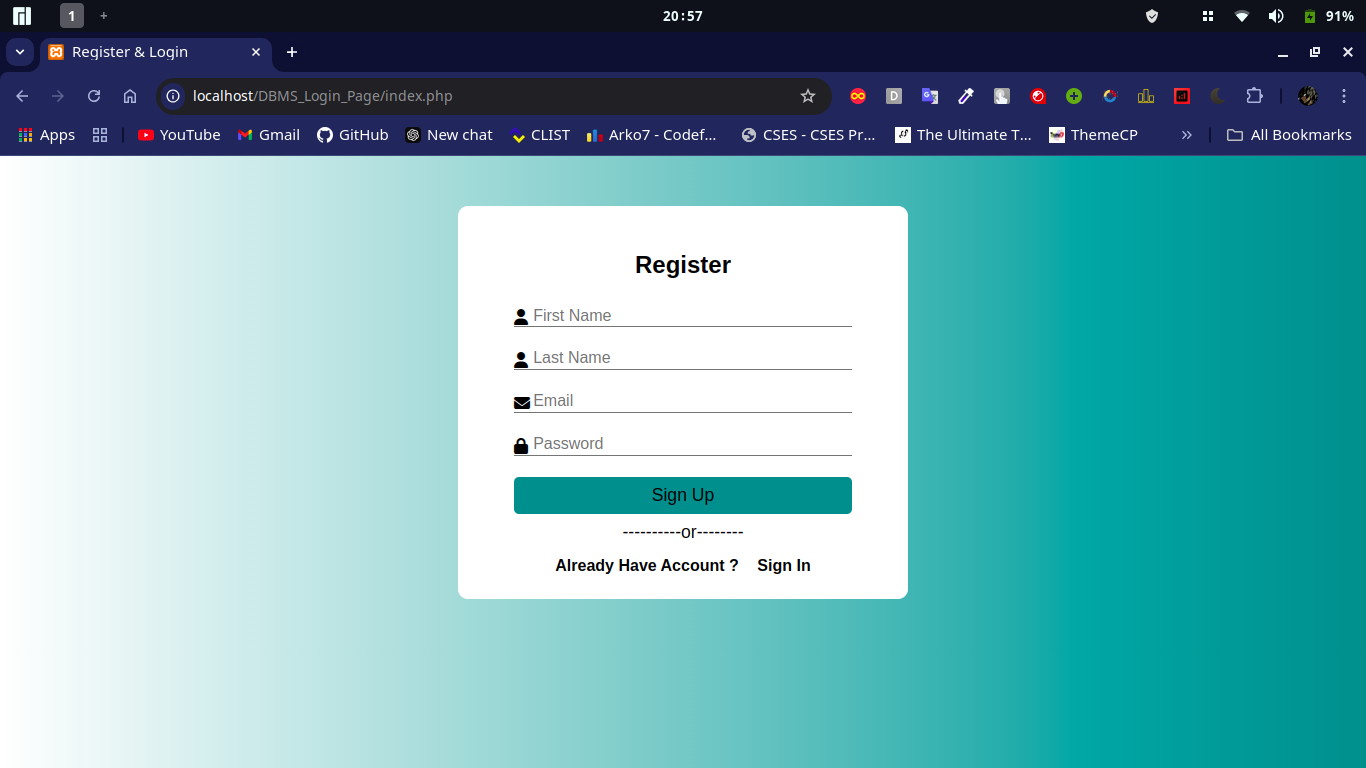 1 + 20:57 91%
Register & Login
localhost/DBMS_Login_Page/index.php
Apps YouTube Gmail GitHub New chat CLIST Arko7 - Codef... CSES - CSES Pr... The Ultimate T... ThemeCP » All Bookmarks
Register
First Name
Last Name
Email
Password
Sign Up
----------or--------
Already Have Account ? Sign In